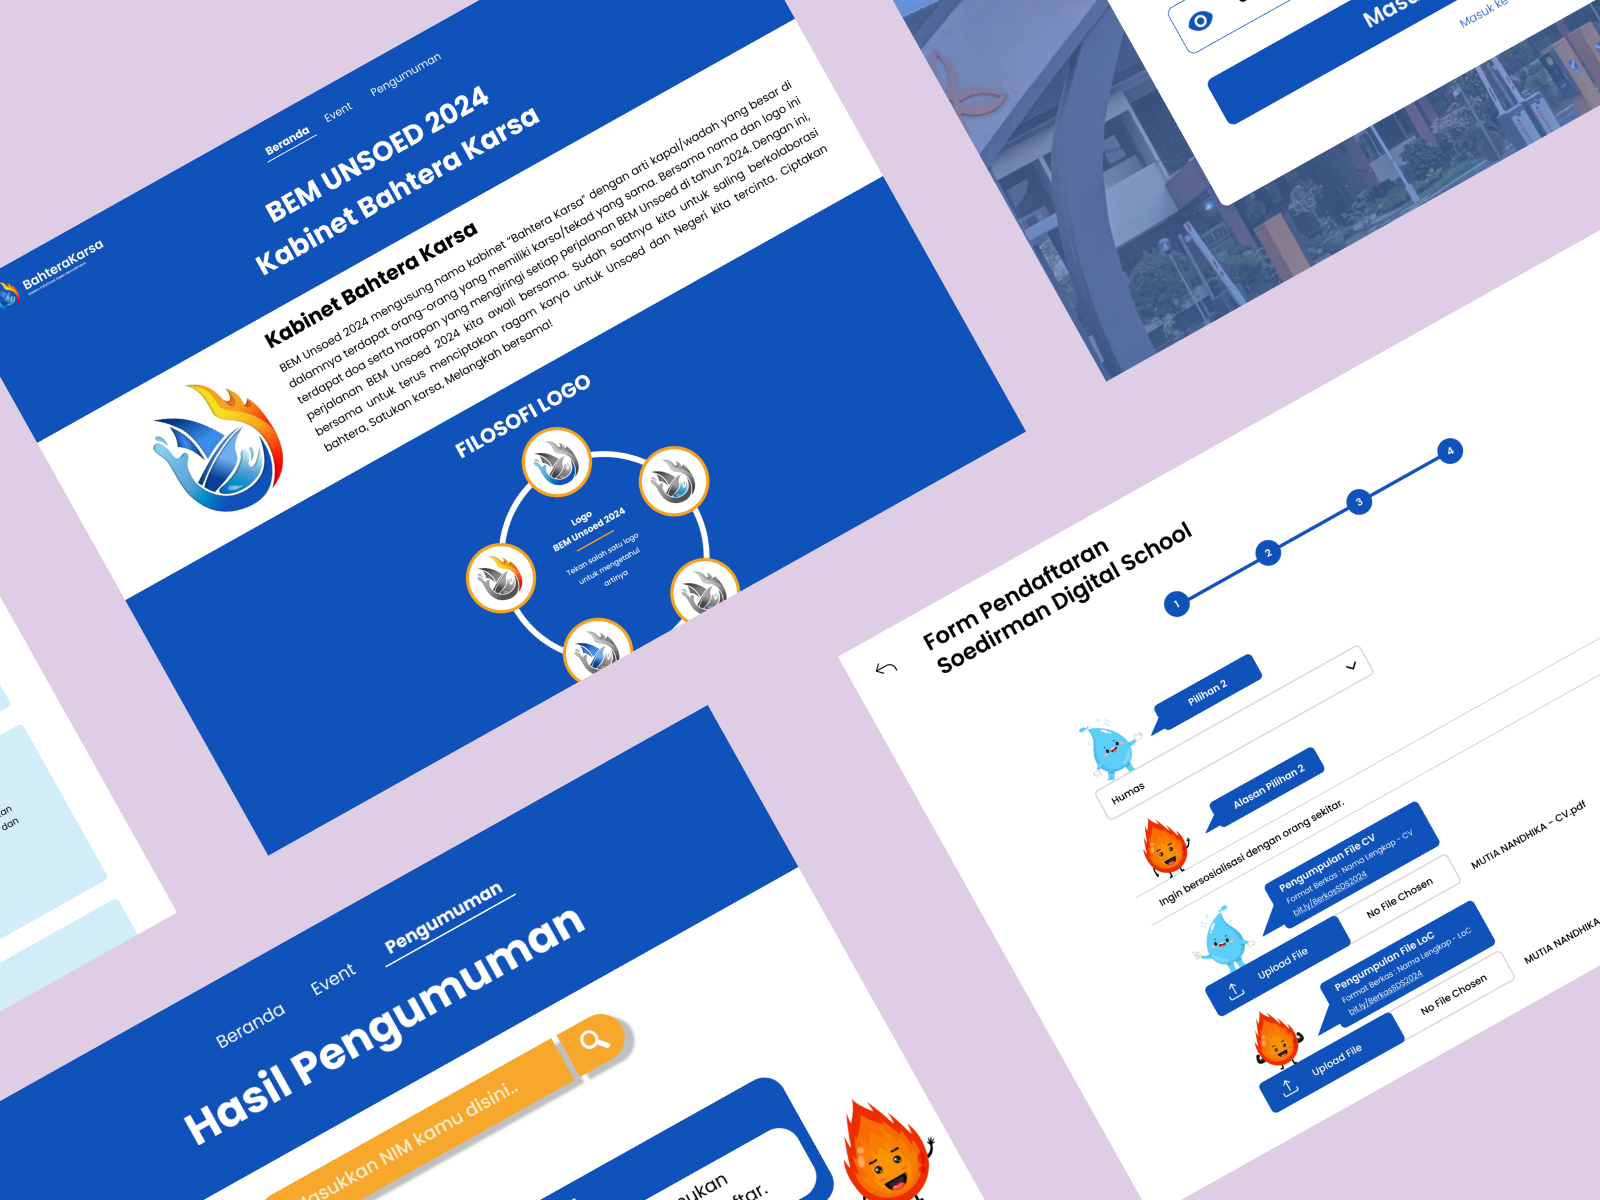 BahteraKarsa
Beranda
Event
Pengumuman
BEM UNSOED 2024
Kabinet Bahtera Karsa
Kabinet Bahtera Karsa
BEM Unsoed 2024 mengusung nama kabinet "Bahtera Karsa" dengan arti kapal/wadah yang besar di
dalamnya terdapat orang-orang yang memiliki karsa/tekad yang sama. Bersama nama dan logo ini
terdapat doa serta harapan yang mengiringi setiap perjalanan BEM Unsoed di tahun 2024. Dengan ini,
perjalanan BEM Unsoed 2024 kita awali bersama. Sudah saatnya kita untuk saling berkolaborasi
bersama untuk terus menciptakan ragam karya untuk Unsoed dan Negeri kita tercinta. Ciptakan
bahtera, Satukan karsa, Melangkah bersama!
FILOSOFI LOGO
Logo
BEM Unsoed 2024
Tekan salah satu logo
untuk mengetahui
artinya
Masuk ke
dan
Beranda
Event
Pengumuman
Hasil Pengumuman
Masukkan NIM kamu disini..
Form Pendaftaran
Soedirman Digital School
1
2
3
4
Pilihan 2
Humas
Alasan Pilihan 2
Ingin bersosialisasi dengan orang sekitar.
Pengumpulan File CV
Format Berkas : Nama Lengkap - CV
bit.ly/BerkasSDS2024
Upload File
No File Chosen
MUTIA NANDHIKA - CV.pdf
Pengumpulan File LoC
Format Berkas : Nama Lengkap - LoC
bit.ly/BerkasSDS2024
Upload File
No File Chosen
MUTIA NANDHIKA